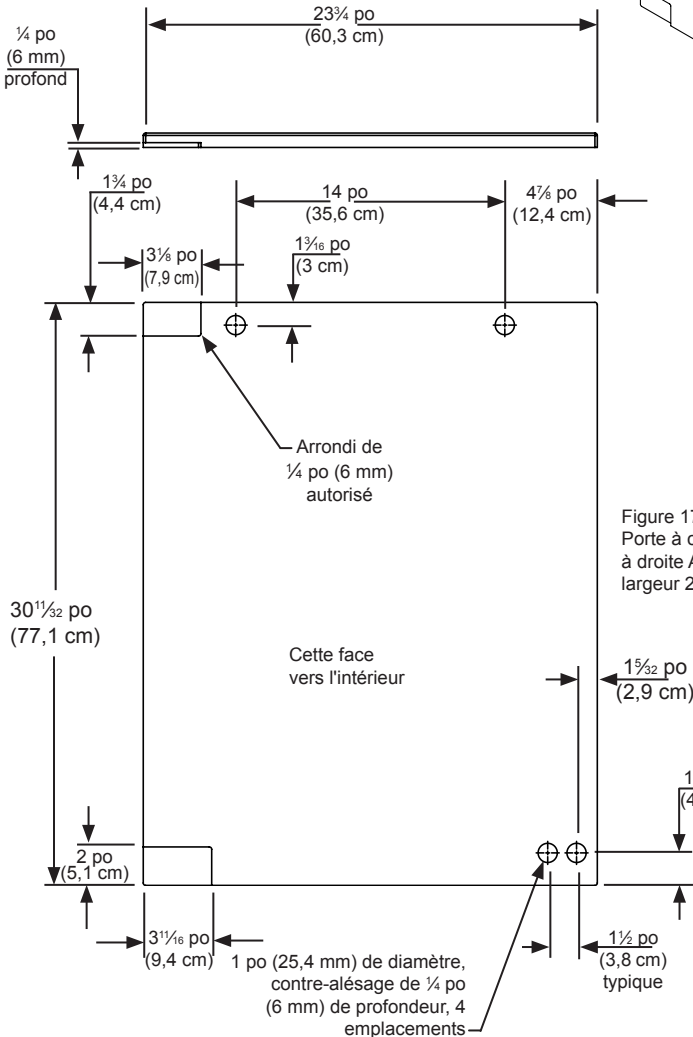 23¾ po
(60,3 cm)
¼ po
(6 mm)
profond
1¾ po
(4,4 cm)
14 po
(35,6 cm)
4⅞ po
(12,4 cm)
3⅛ po
(7,9 cm)
1³⁄₁₆ po
(3 cm)
Arrondi de
¼ po (6 mm)
autorisé
Figure 17
Porte à
à droite
largeur 2
30¹¹⁄₃₂ po
(77,1 cm)
Cette face
vers l'intérieur
1⁵⁄₃₂ po
(2,9 cm)
1
(4
2 po
(5,1 cm)
3¹¹⁄₁₆ po
(9,4 cm)
1 po (25,4 mm) de diamètre,
contre-alésage de ¼ po
(6 mm) de profondeur, 4
emplacements
1½ po
(3,8 cm)
typique